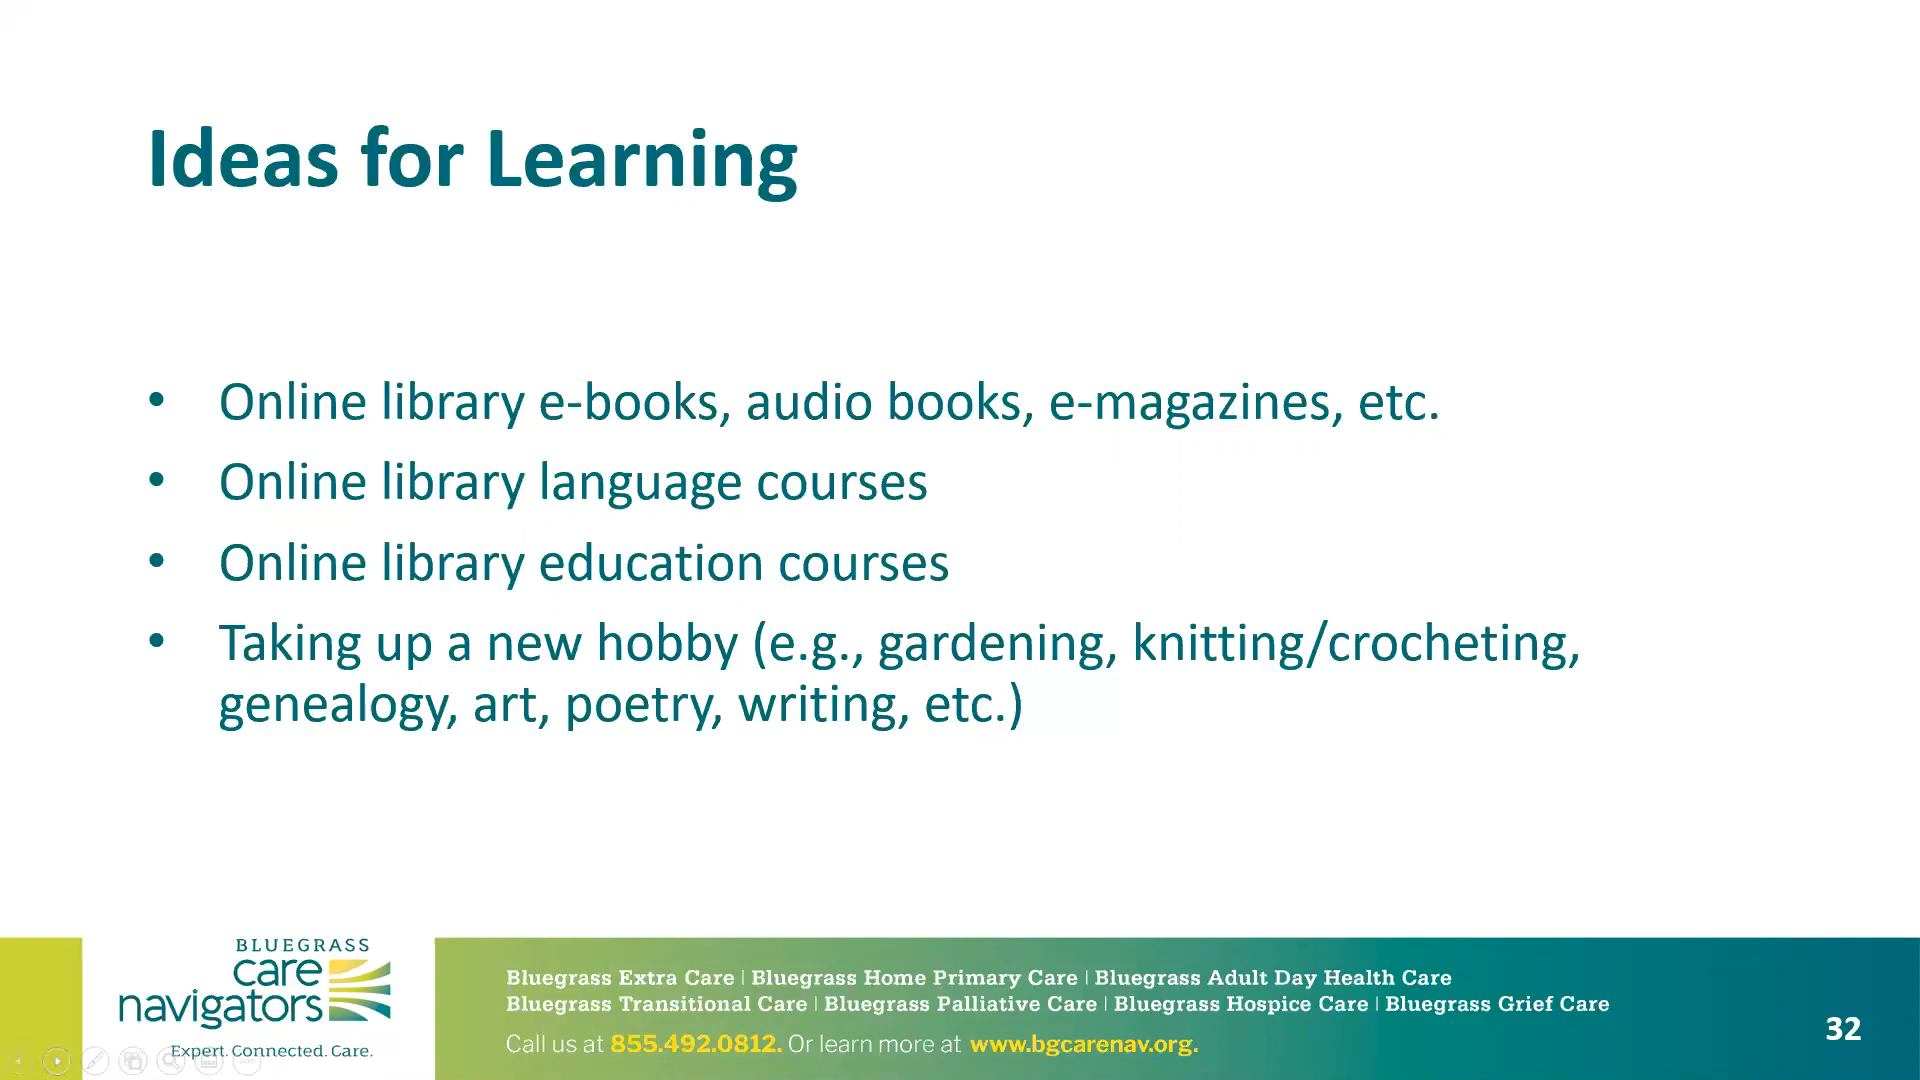 Ideas for Learning
• Online library e-books, audio books, e-magazines, etc.
• Online library language courses
• Online library education courses
• Taking up a new hobby (e.g., gardening, knitting/crocheting,
genealogy, art, poetry, writing, etc.)
BLUEGRASS
care
navigators
Expert. Connected. Care.
Bluegrass Extra Care | Bluegrass Home Primary Care | Bluegrass Adult Day Health Care
Bluegrass Transitional Care | Bluegrass Palliative Care | Bluegrass Hospice Care | Bluegrass Grief Care
Call us at 855.492.0812. Or learn more at www.bgcarenav.org.
32